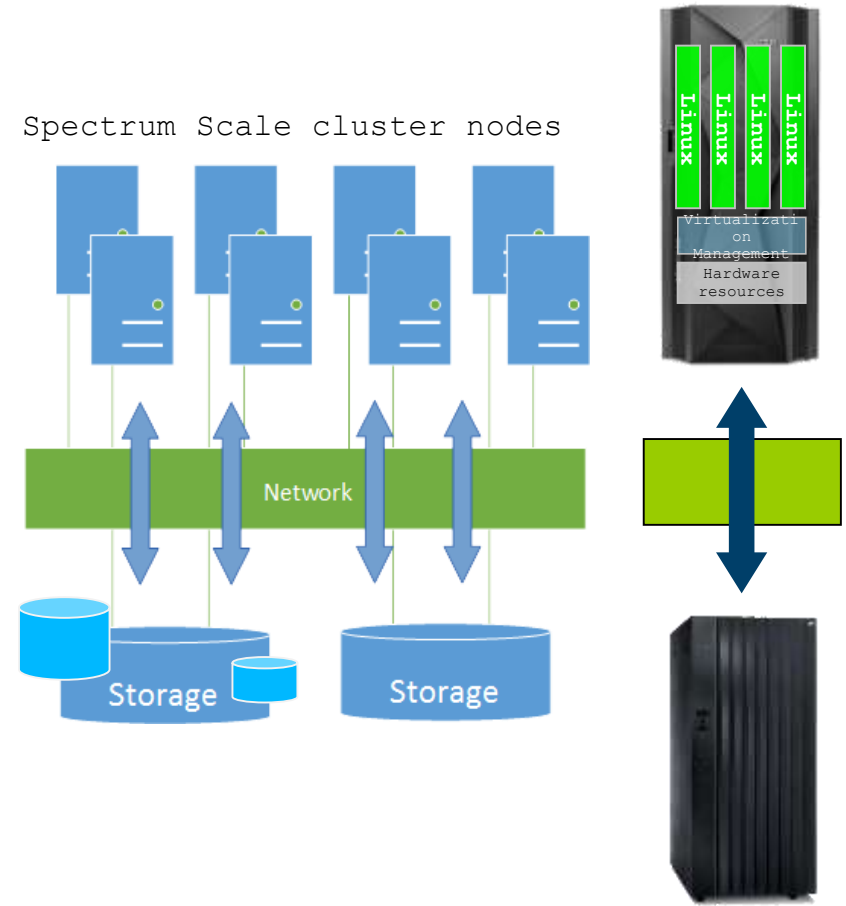 Spectrum Scale cluster nodes
Linux
Linux
Linux
Linux
Virtualizati
on
Management
Hardware
resources
Network
Storage
Storage